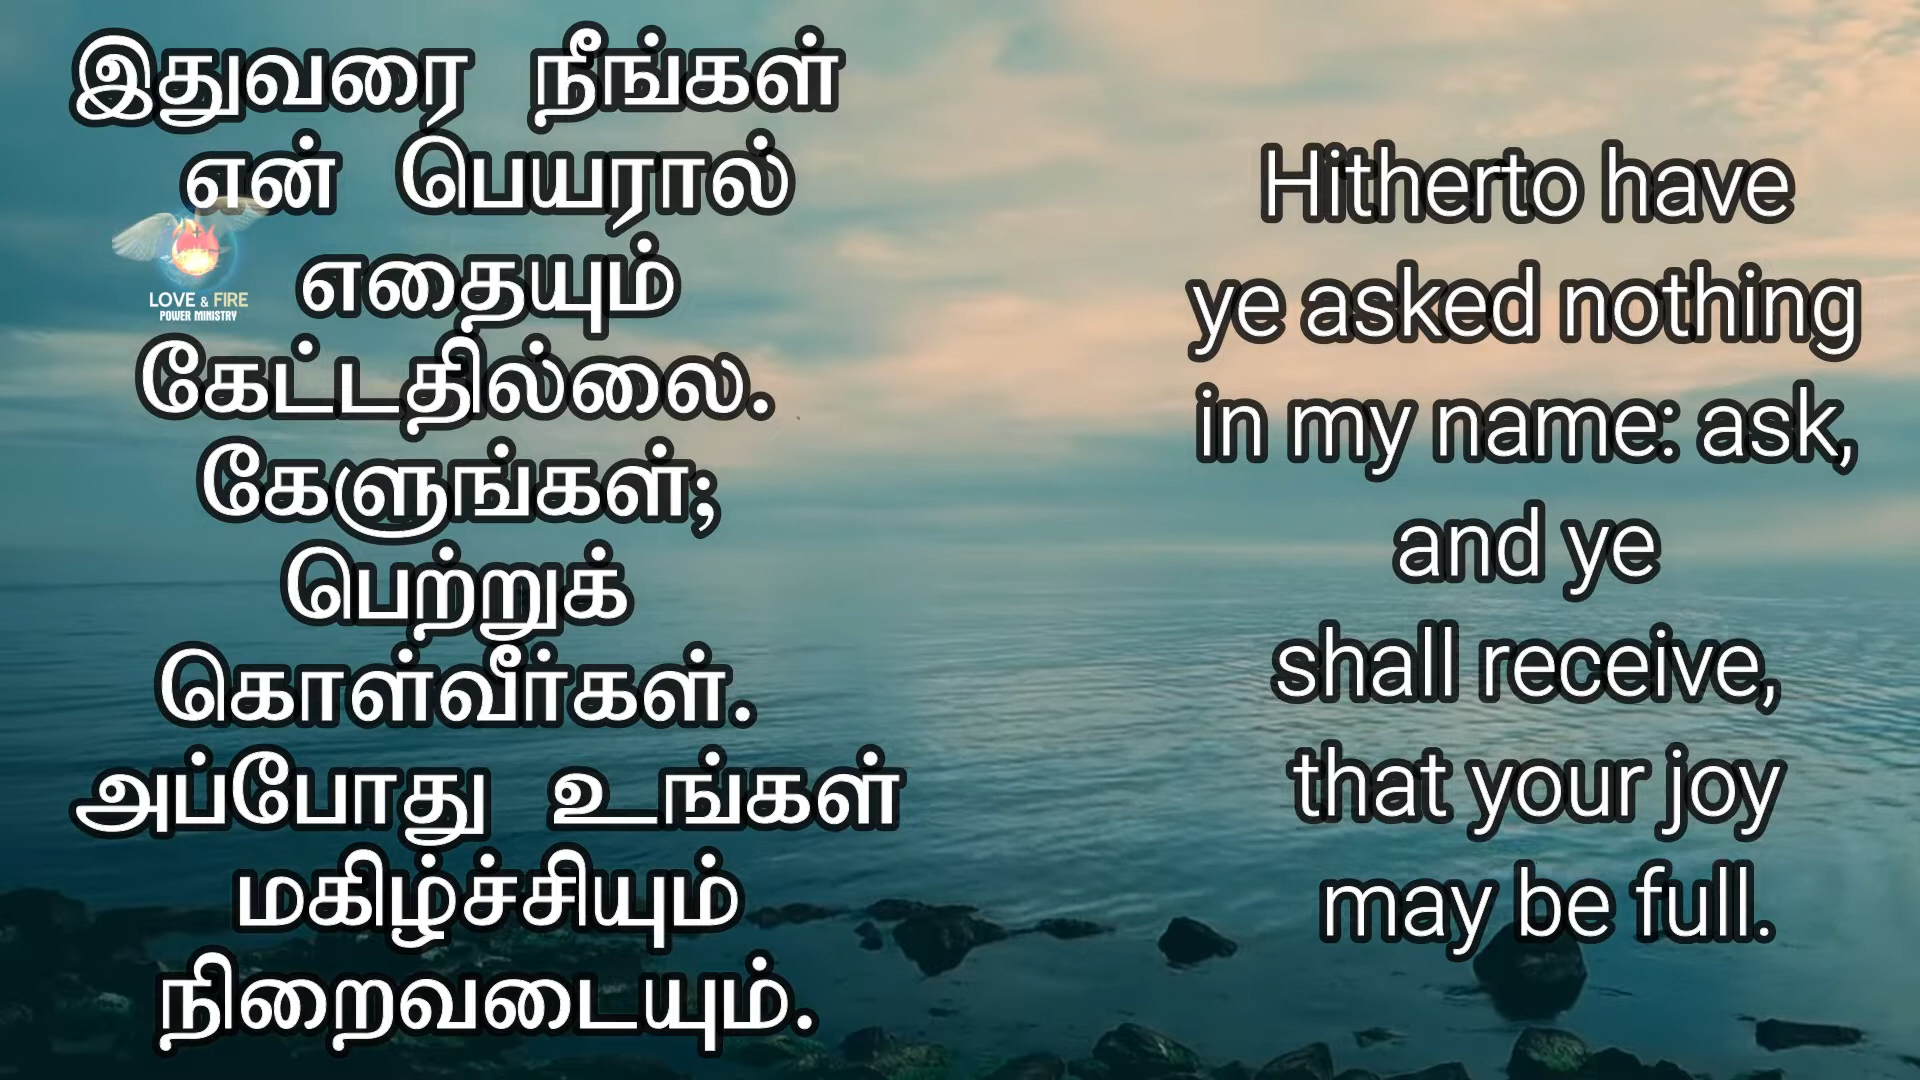 இதுவரை நீங்கள்
என் பெயரால்
எதையும்
கேட்டதில்லை.
கேளுங்கள்;
பெற்றுக்
கொள்வீர்கள்.
அப்போது உங்கள்
மகிழ்ச்சியும்
நிறைவடையும்.
LOVE & FIRE
POWER MINISTRY
Hitherto have
ye asked nothing
in my name: ask,
and ye
shall receive,
that your joy
may be full.